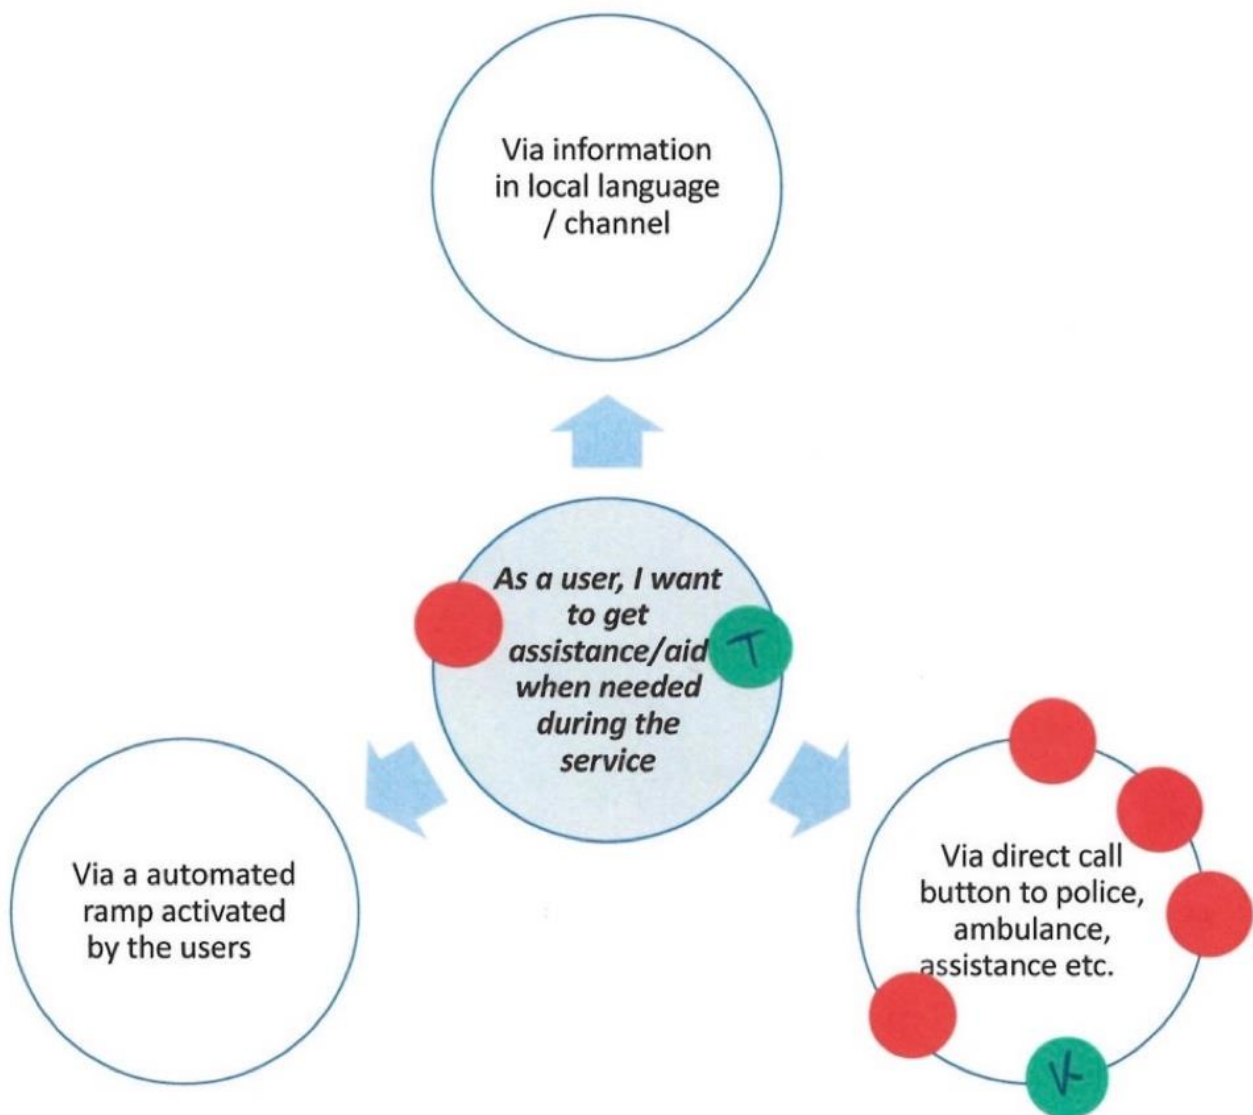 Via information
in local language
/ channel
As a user, I want
to get
assistance/aid
when needed
during the
service
T
Via a automated
ramp activated
by the users
Via direct call
button to police,
ambulance,
assistance etc.